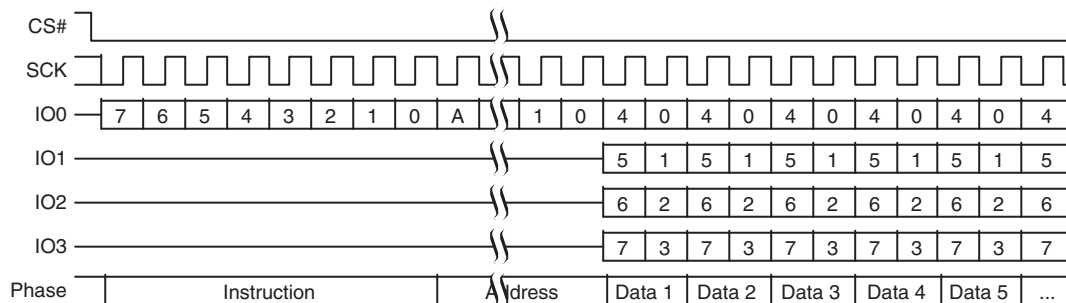 CS#
SCK
IO0 7 6 5 4 3 2 1 0 A 1 0 4 0 4 0 4 0 4 0 4 0 4
IO1 5 1 5 1 5 1 5 1 5 1 5
IO2 6 2 6 2 6 2 6 2 6 2 6
IO3 7 3 7 3 7 3 7 3 7 3 7
Phase Instruction Address Data 1 Data 2 Data 3 Data 4 Data 5 ...